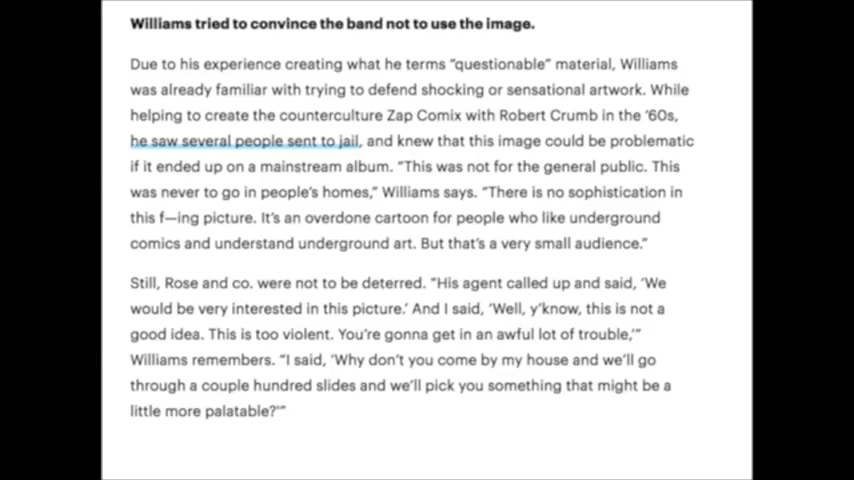 Williams tried to convince the band not to use the image.
Due to his experience creating what he terms “questionable” material, Williams
was already familiar with trying to defend shocking or sensational artwork. While
helping to create the counterculture Zap Comix with Robert Crumb in the ’60s,
he saw several people sent to jail, and knew that this image could be problematic
if it ended up on a mainstream album. “This was not for the general public. This
was never to go in people’s homes,” Williams says. “There is no sophistication in
this f—ing picture. It’s an overdone cartoon for people who like underground
comics and understand underground art. But that’s a very small audience.”
Still, Rose and co. were not to be deterred. “His agent called up and said, ‘We
would be very interested in this picture.’ And I said, ‘Well, y’know, this is not a
good idea. This is too violent. You’re gonna get in an awful lot of trouble,’”
Williams remembers. “I said, ‘Why don’t you come by my house and we’ll go
through a couple hundred slides and we’ll pick you something that might be a
little more palatable?’”